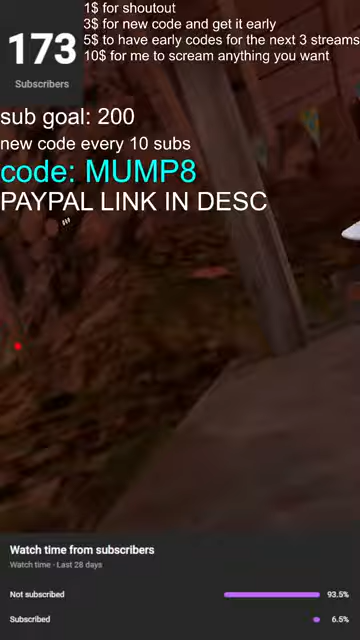 1$ for shoutout
3$ for new code and get it early
5$ to have early codes for the next 3 streams
10$ for me to scream anything you want
173
Subscribers
sub goal: 200
new code every 10 subs
code: MUMP8
PAYPAL LINK IN DESC
Watch time from subscribers
Watch time · Last 28 days
Not subscribed 93.5%
Subscribed 6.5%